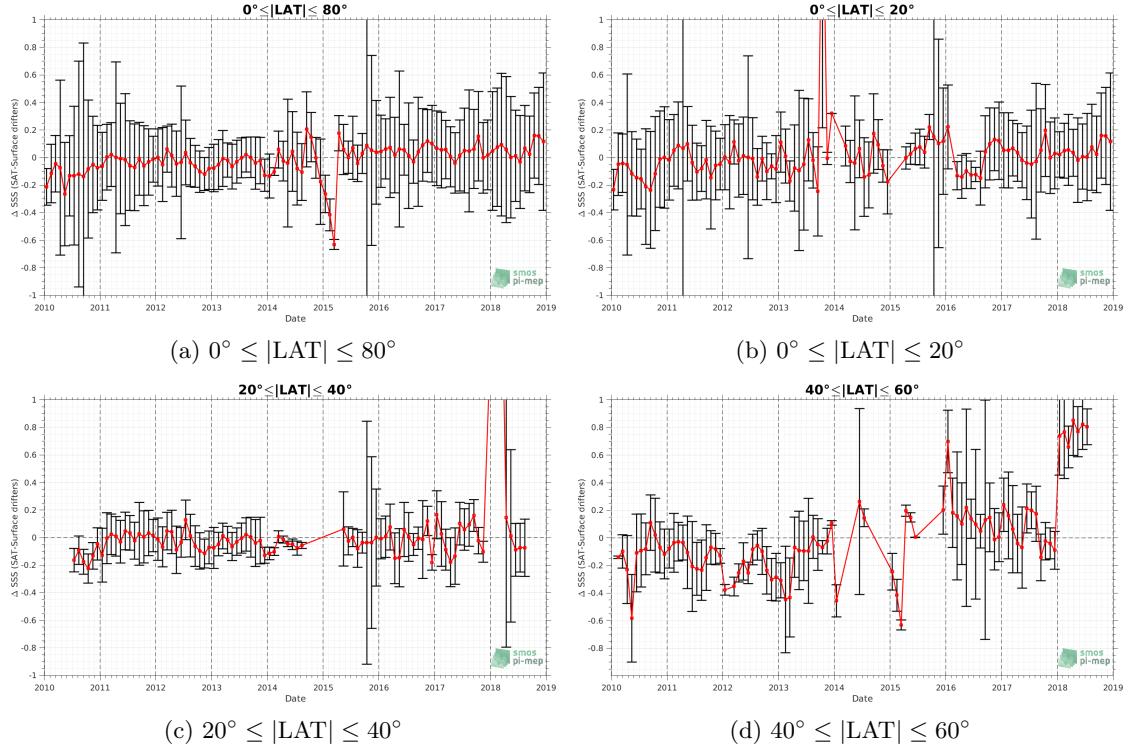 0°≤|LAT|≤ 80°
Δ SSS (SAT-Surface drifters)
1
0.8
0.6
0.4
0.2
0
-0.2
-0.4
-0.6
-0.8
-1
2010 2011 2012 2013 2014 2015 2016 2017 2018 2019
Date
smos
pi-mep
(a) 0° ≤ |LAT| ≤ 80°
0°≤|LAT|≤ 20°
Δ SSS (SAT-Surface drifters)
1
0.8
0.6
0.4
0.2
0
-0.2
-0.4
-0.6
-0.8
-1
2010 2011 2012 2013 2014 2015 2016 2017 2018 2019
Date
smos
pi-mep
(b) 0° ≤ |LAT| ≤ 20°
20°≤|LAT|≤ 40°
Δ SSS (SAT-Surface drifters)
1
0.8
0.6
0.4
0.2
0
-0.2
-0.4
-0.6
-0.8
-1
2010 2011 2012 2013 2014 2015 2016 2017 2018 2019
Date
smos
pi-mep
(c) 20° ≤ |LAT| ≤ 40°
40°≤|LAT|≤ 60°
Δ SSS (SAT-Surface drifters)
1
0.8
0.6
0.4
0.2
0
-0.2
-0.4
-0.6
-0.8
-1
2010 2011 2012 2013 2014 2015 2016 2017 2018 2019
Date
smos
pi-mep
(d) 40° ≤ |LAT| ≤ 60°